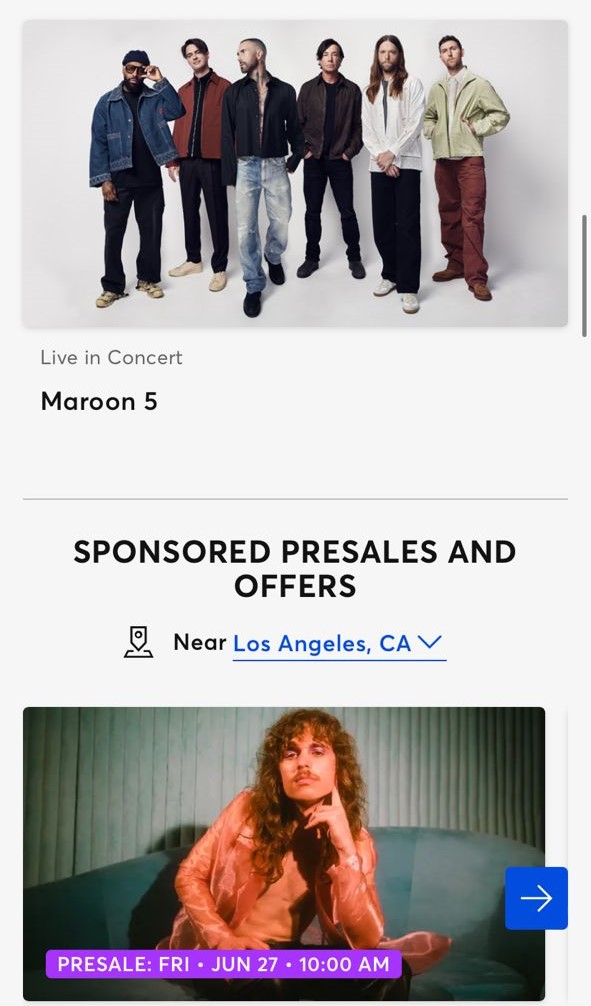 Live in Concert
Maroon 5
SPONSORED PRESALES AND
OFFERS
Near Los Angeles, CA
PRESALE: FRI • JUN 27 • 10:00 AM